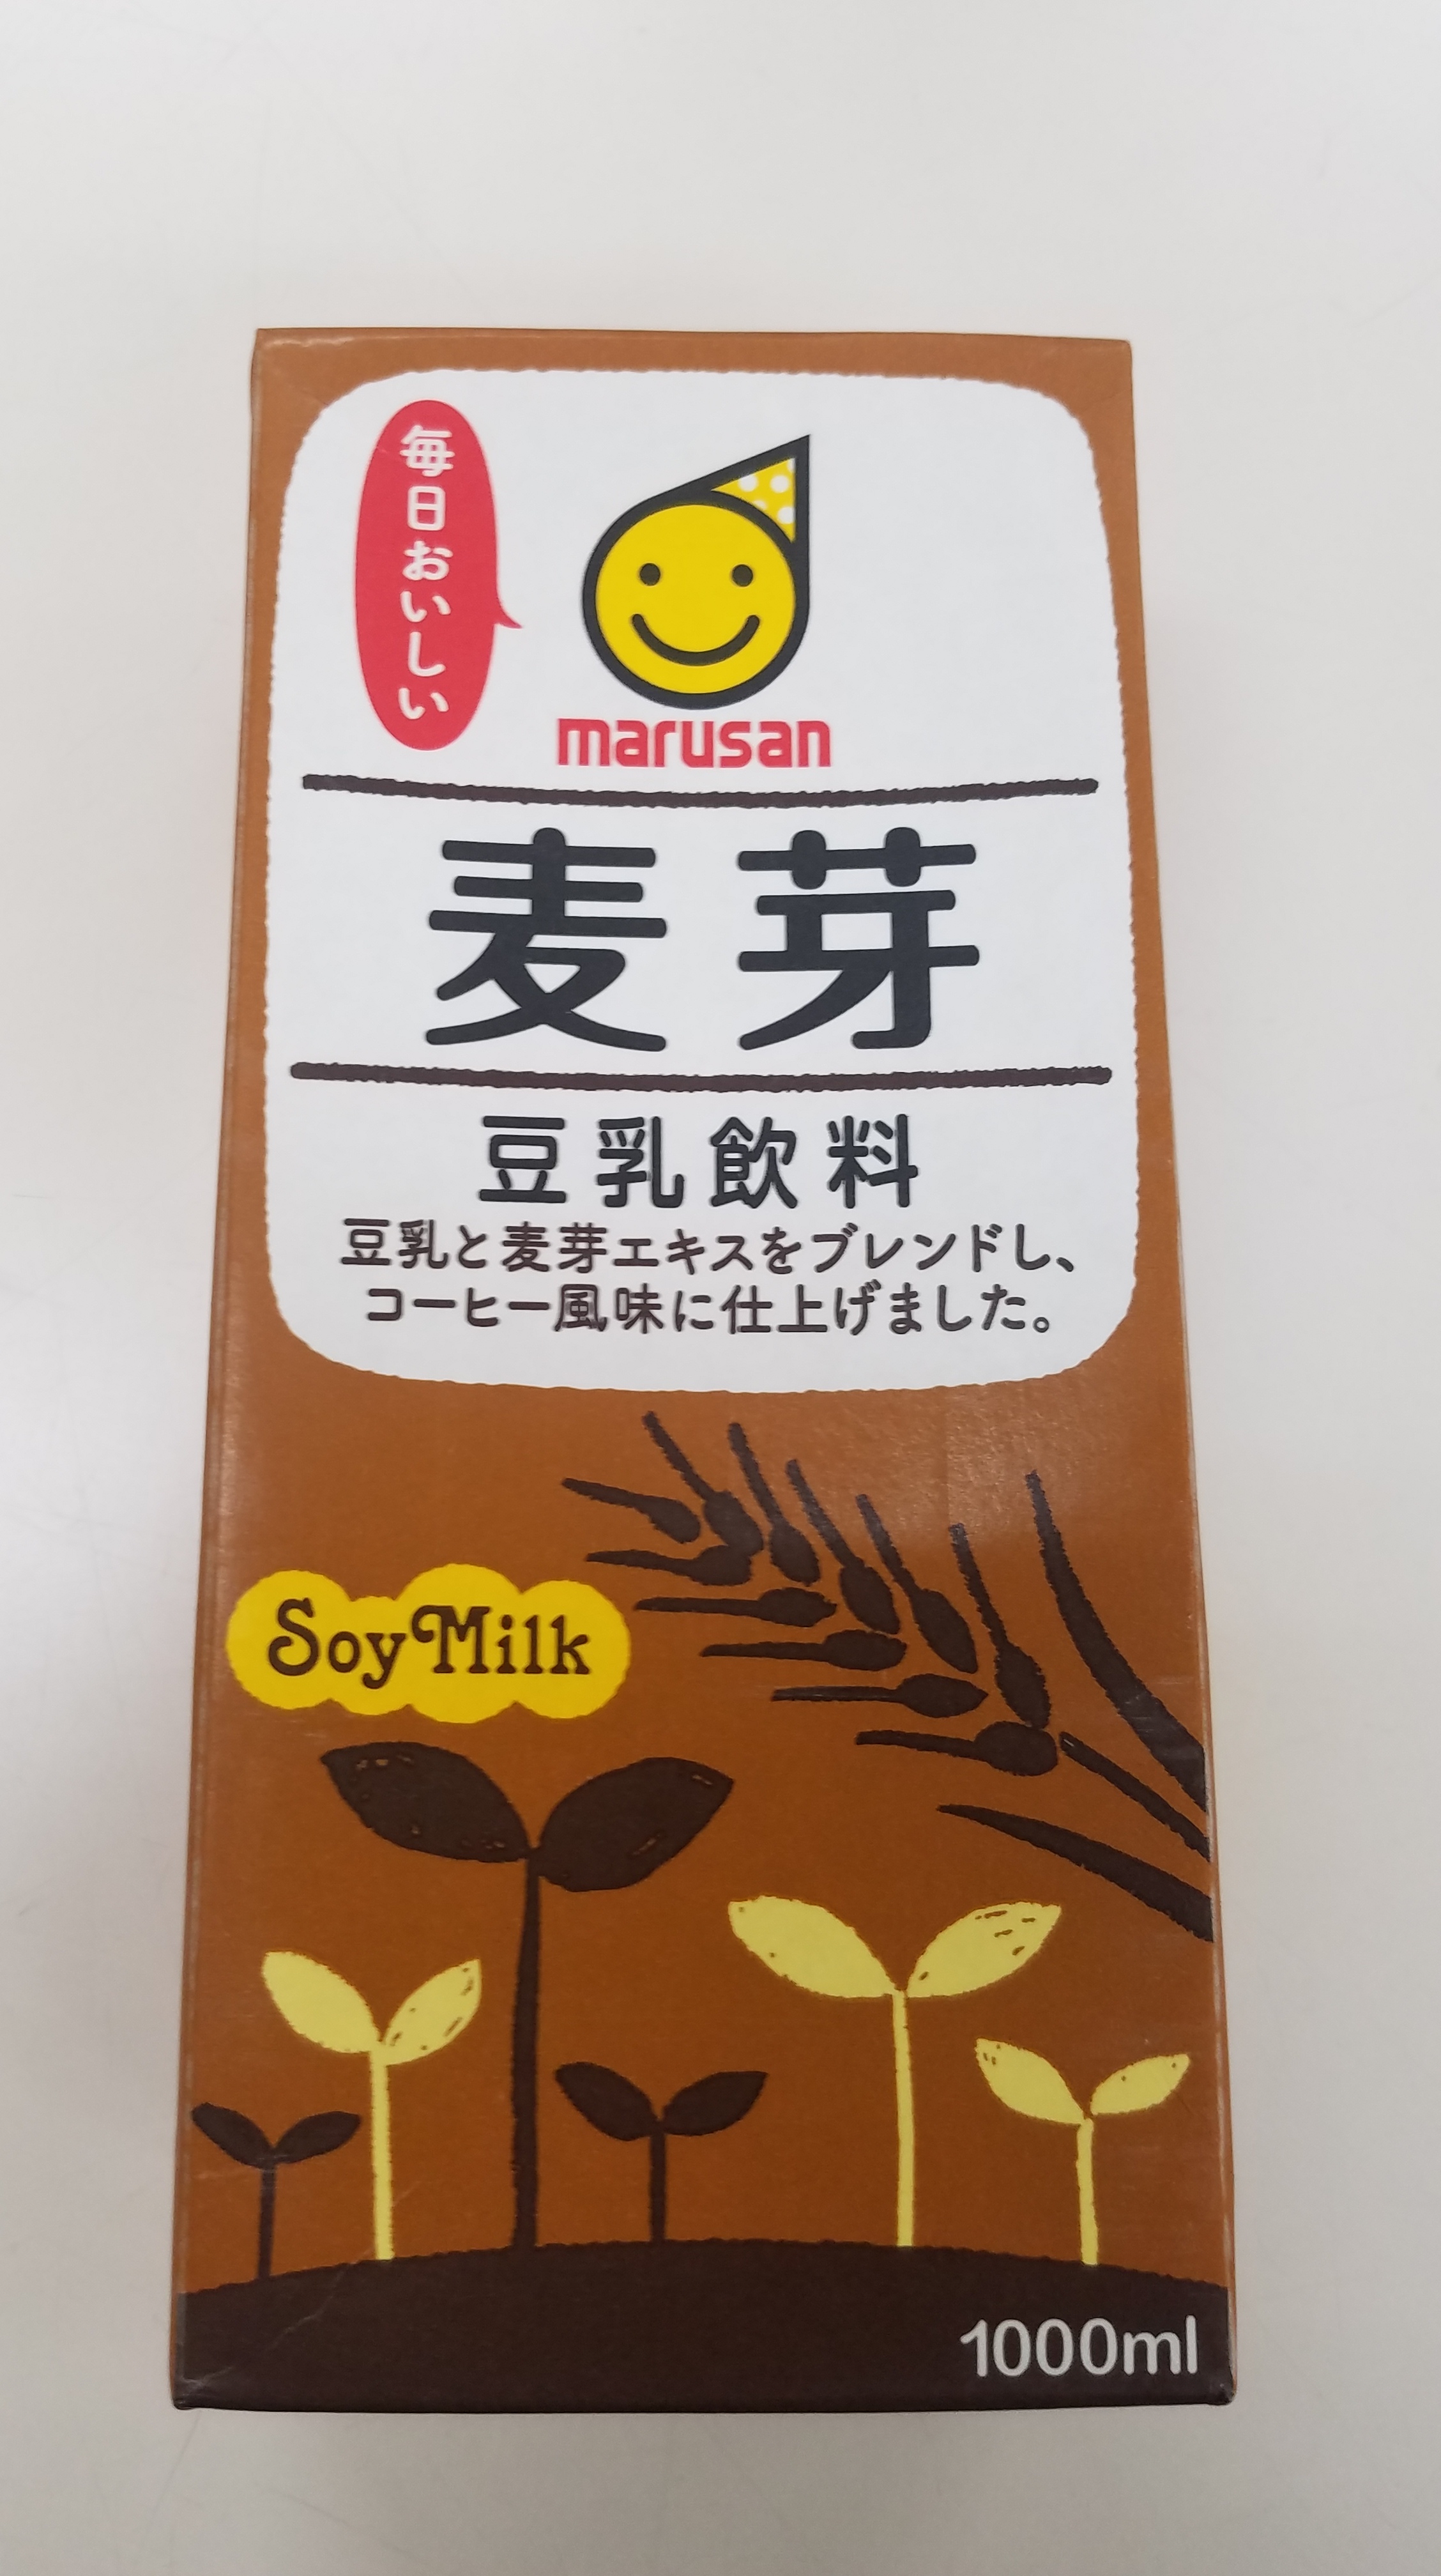 毎日おいしい
marusan
麦芽
豆乳飲料
豆乳と麦芽エキスをブレンドし、
コーヒー風味に仕上げました。
Soy Milk
1000ml